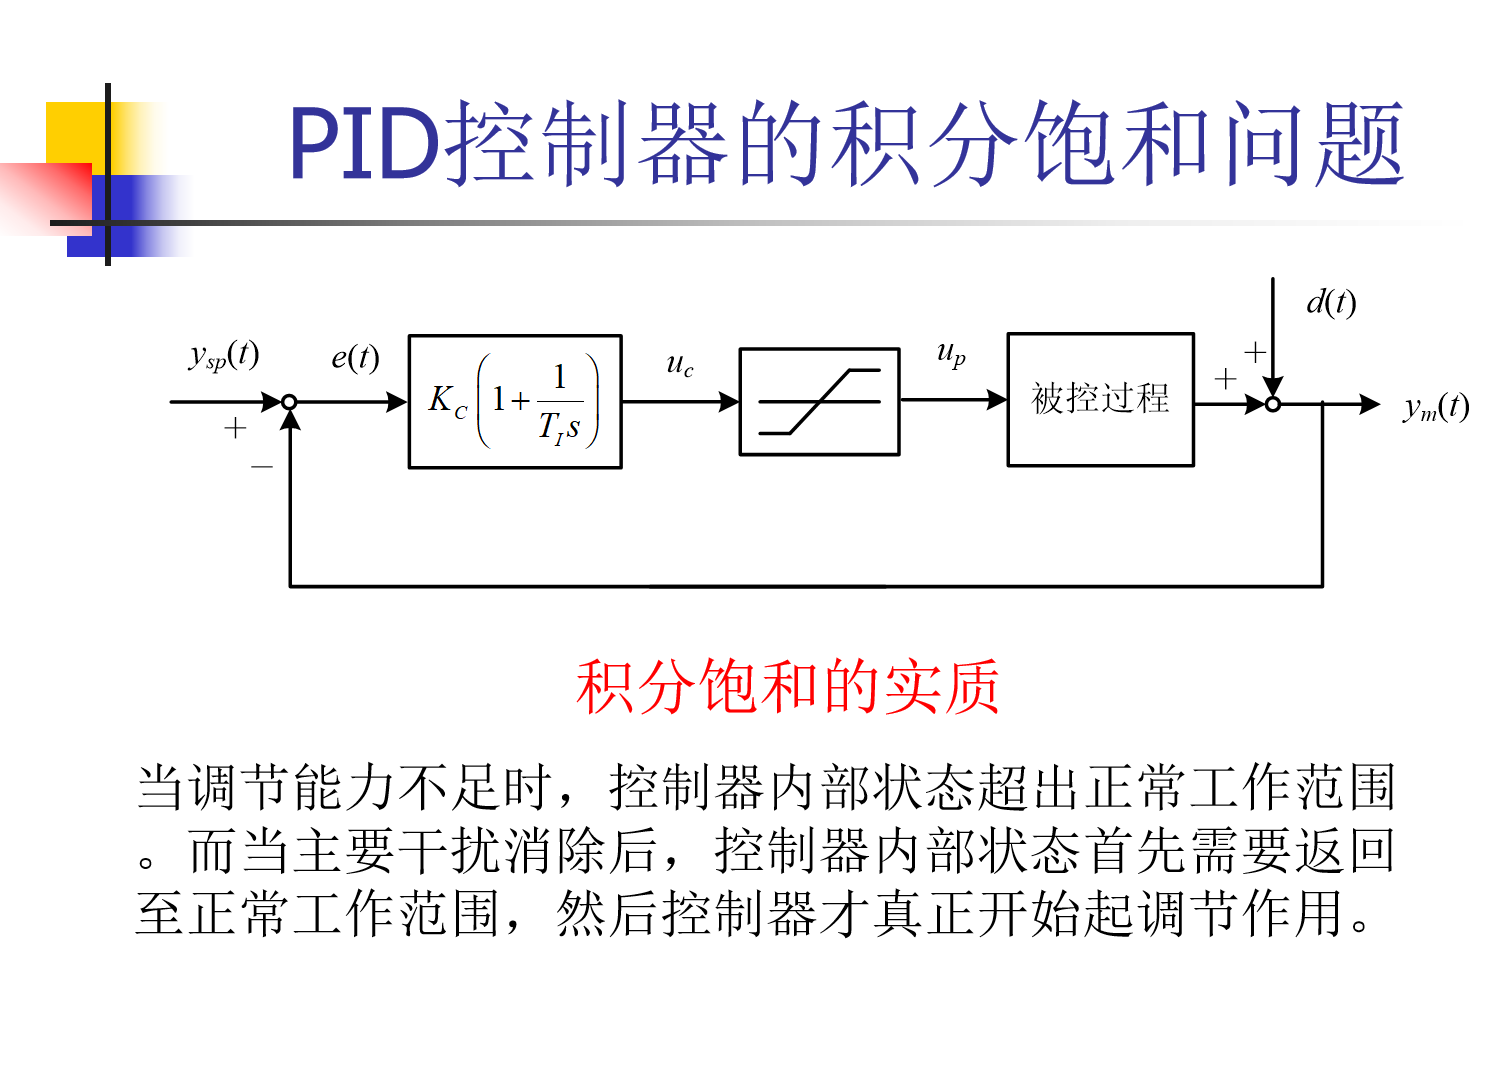 PID控制器的积分饱和问题
d(t)
y_sp(t) e(t) K_C(1+1/(T_I s)) u_c u_p 被控过程 + + y_m(t)
+
−
积分饱和的实质
当调节能力不足时，控制器内部状态超出正常工作范围
。而当主要干扰消除后，控制器内部状态首先需要返回
至正常工作范围，然后控制器才真正开始起调节作用。